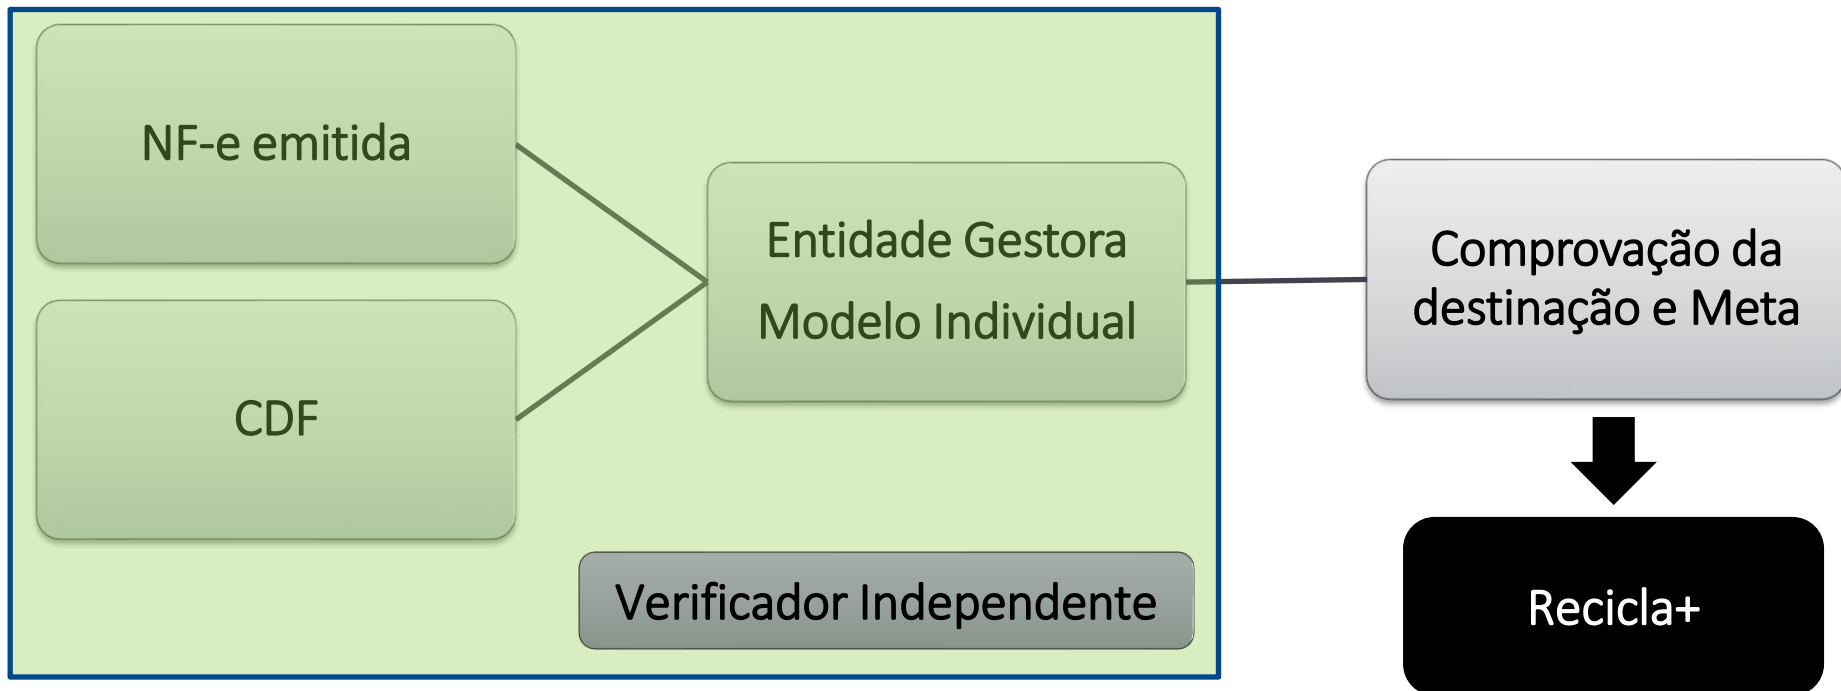 NF-e emitida
CDF
Entidade Gestora
Modelo Individual
Verificador Independente
Comprovação da
destinação e Meta
Recicla+